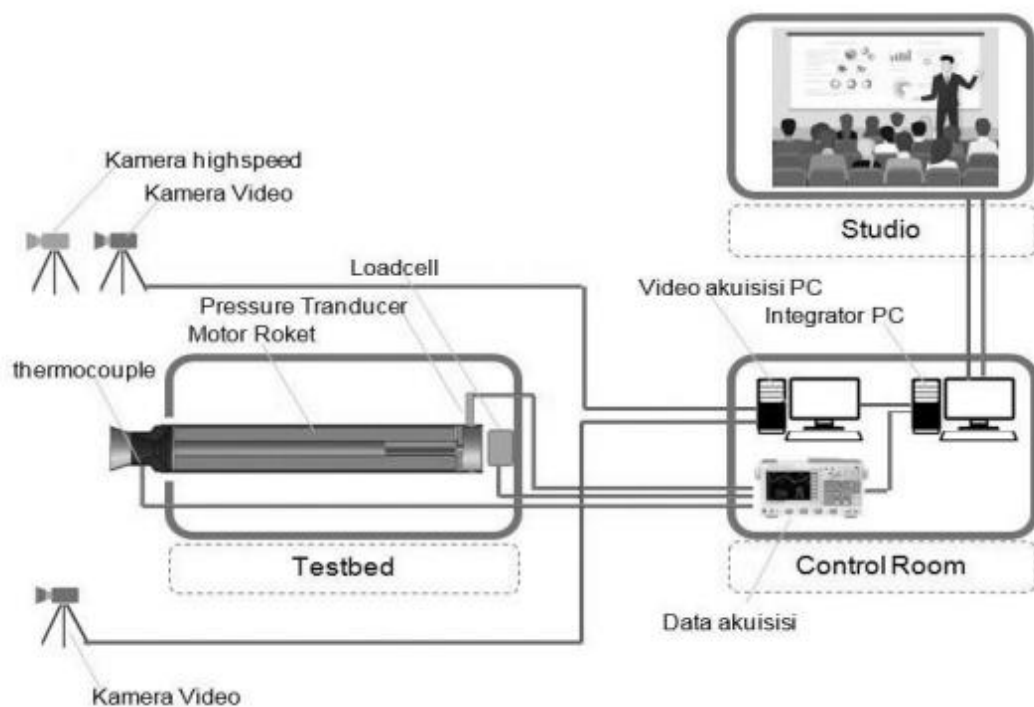 Kamera highspeed
Kamera Video
Loadcell
Pressure Tranducer
Motor Roket
thermocouple
Testbed
Kamera Video
Studio
Video akuisisi PC
Integrator PC
Control Room
Data akuisisi